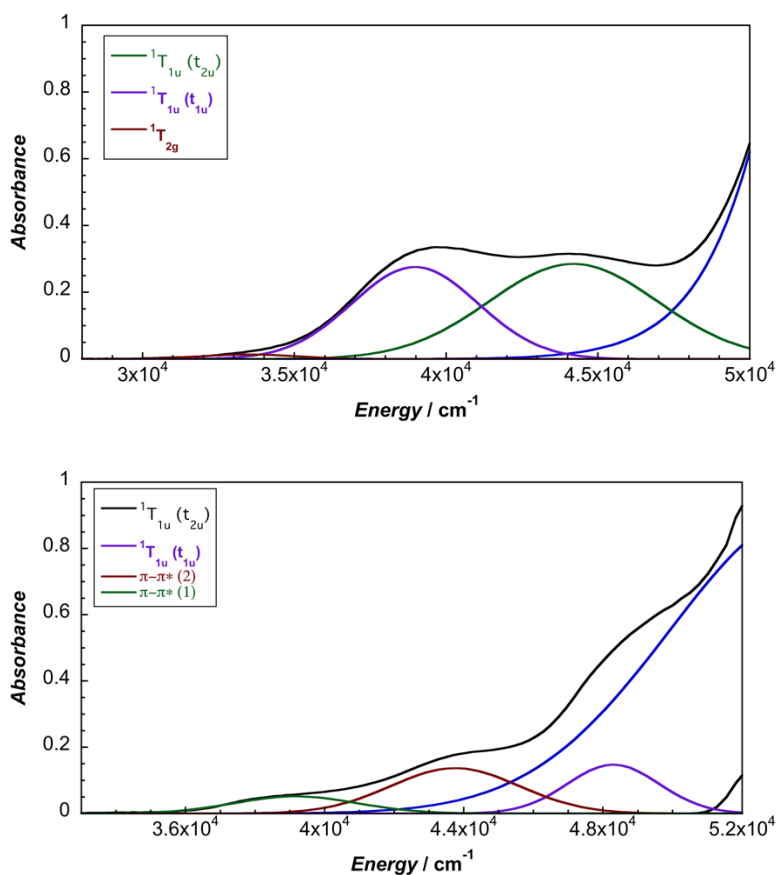 1
0.8
0.6
0.4
0.2
0
Absorbance
¹T₁ᵤ (t₂ᵤ)
¹T₁ᵤ (t₁ᵤ)
¹T₂g
3x10⁴ 3.5x10⁴ 4x10⁴ 4.5x10⁴ 5x10⁴
Energy / cm⁻¹
1
0.8
0.6
0.4
0.2
0
Absorbance
¹T₁ᵤ (t₂ᵤ)
¹T₁ᵤ (t₁ᵤ)
π−π* (2)
π−π* (1)
3.6x10⁴ 4x10⁴ 4.4x10⁴ 4.8x10⁴ 5.2x10⁴
Energy / cm⁻¹